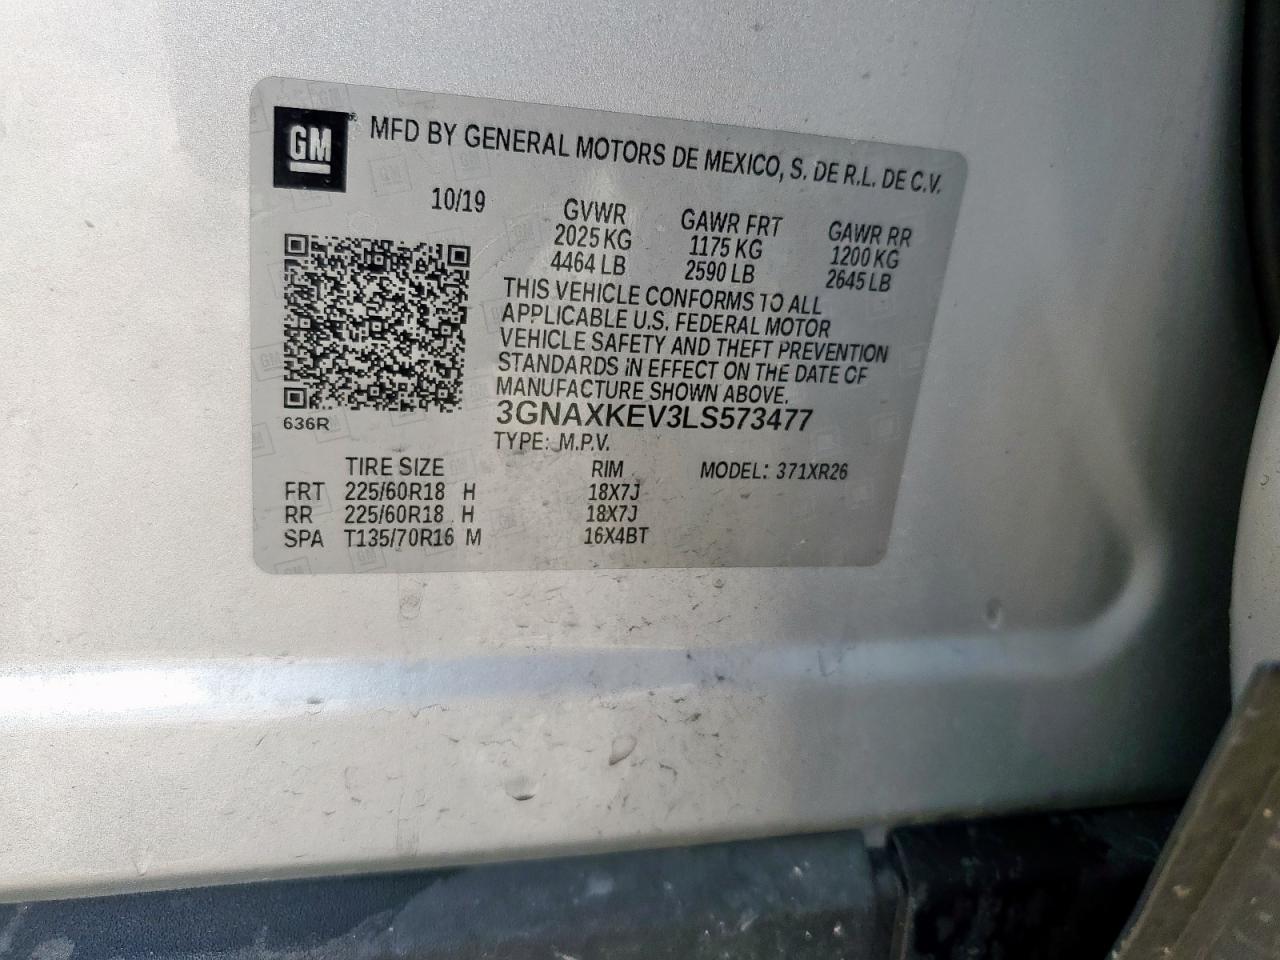 GM
MFD BY GENERAL MOTORS DE MEXICO, S. DE R.L. DE C.V.
10/19
GVWR GAWR FRT GAWR RR
2025 KG 1175 KG 1200 KG
4464 LB 2590 LB 2645 LB
THIS VEHICLE CONFORMS TO ALL
APPLICABLE U.S. FEDERAL MOTOR
VEHICLE SAFETY AND THEFT PREVENTION
STANDARDS IN EFFECT ON THE DATE OF
MANUFACTURE SHOWN ABOVE.
3GNAXKEV3LS573477
636R
TYPE: M.P.V.
TIRE SIZE RIM MODEL: 371XR26
FRT 225/60R18 H 18X7J
RR 225/60R18 H 18X7J
SPA T135/70R16 M 16X4BT